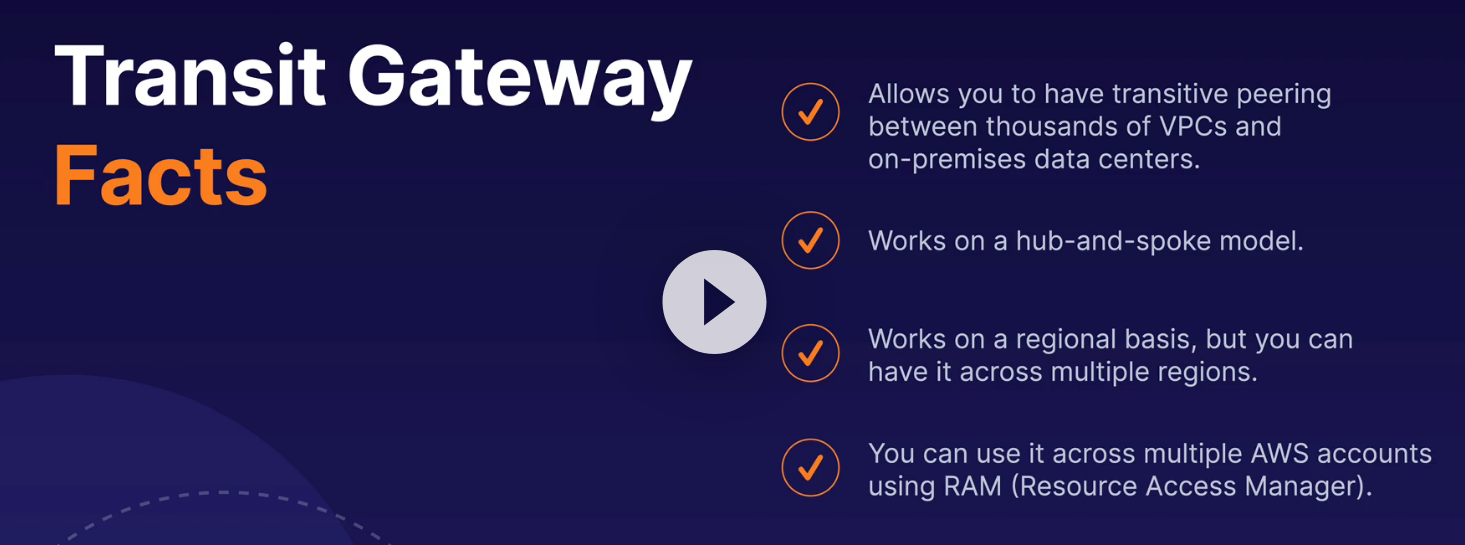 Transit Gateway
Facts
Allows you to have transitive peering
between thousands of VPCs and
on-premises data centers.
Works on a hub-and-spoke model.
Works on a regional basis, but you can
have it across multiple regions.
You can use it across multiple AWS accounts
using RAM (Resource Access Manager).